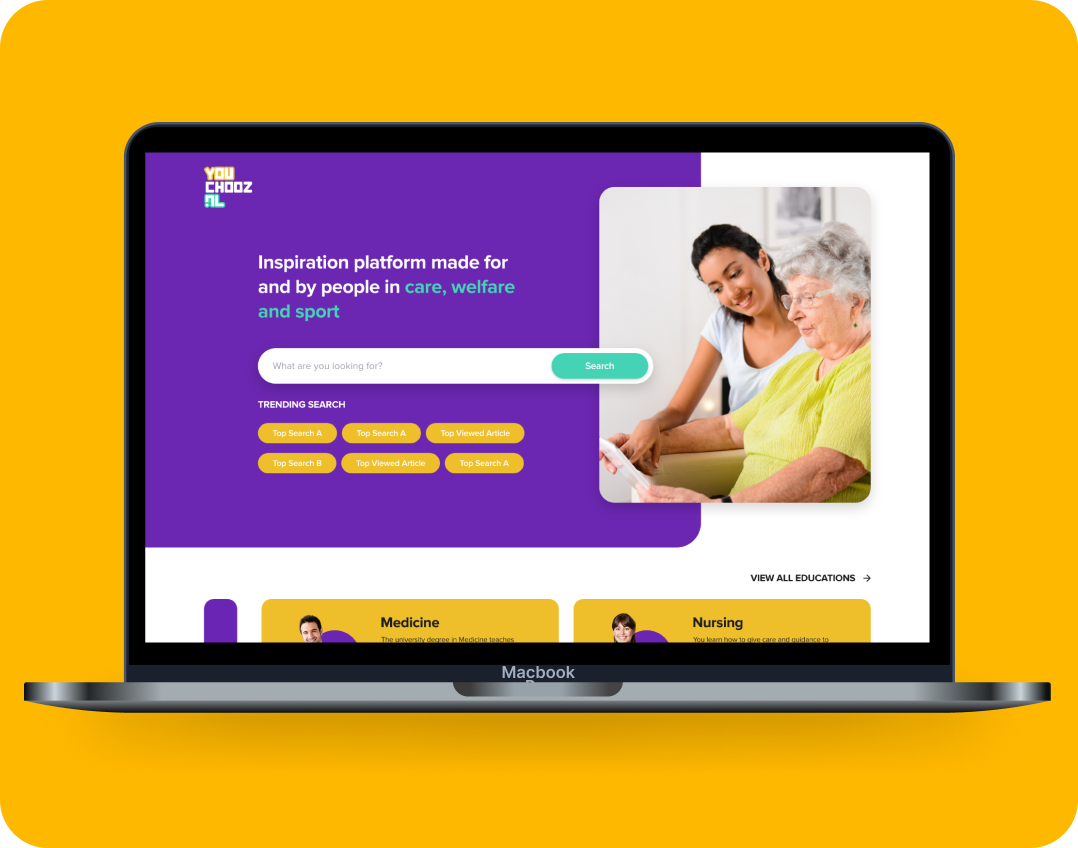 YOU
CHOOZ
.NL
Inspiration platform made for
and by people in care, welfare
and sport
What are you looking for?
Search
TRENDING SEARCH
Top Search A
Top Search A
Top Viewed Article
Top Search B
Top Viewed Article
Top Search A
VIEW ALL EDUCATIONS
Medicine
The university degree in Medicine teaches
Nursing
You learn how to give care and guidance to
Macbook